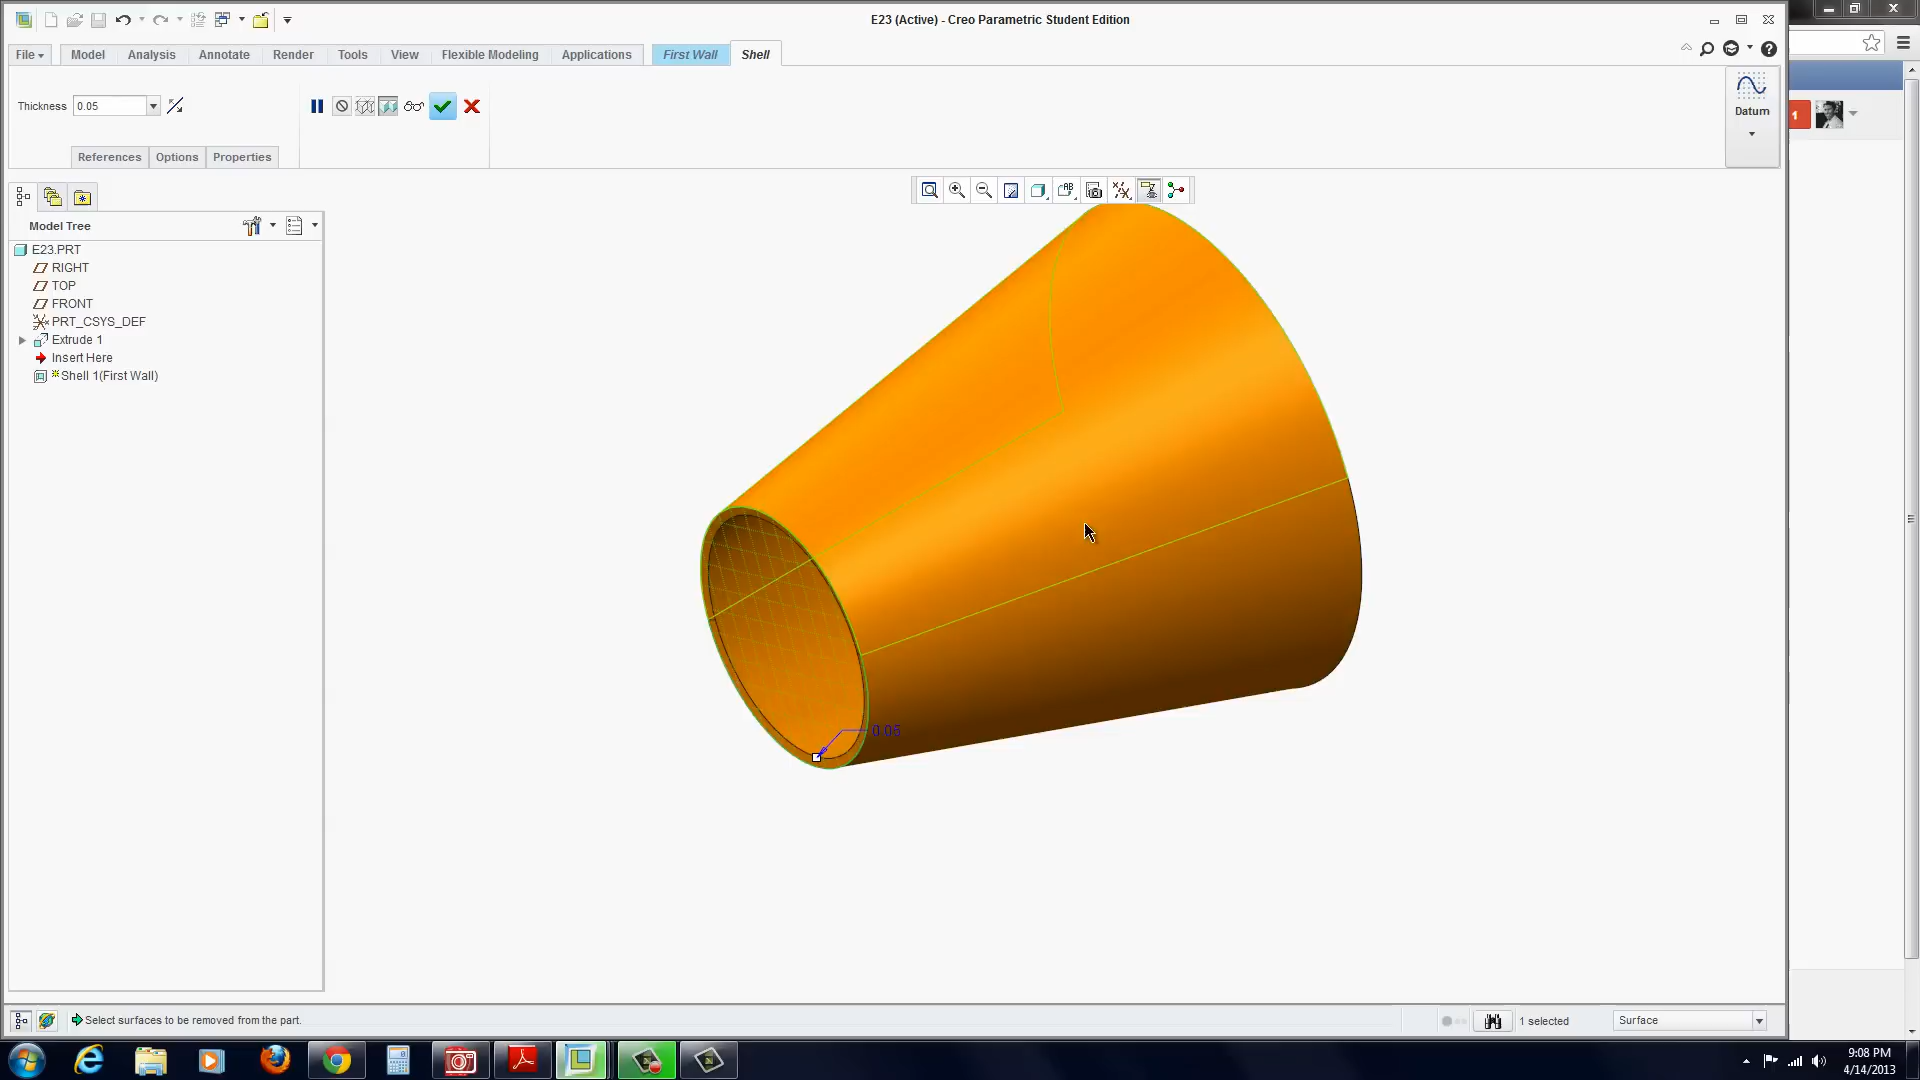 E23 (Active) - Creo Parametric Student Edition
File Model Analysis Annotate Render Tools View Flexible Modeling Applications First Wall Shell
Thickness 0.05
Datum
1
References Options Properties
Model Tree
E23.PRT
RIGHT
TOP
FRONT
PRT_CSYS_DEF
Extrude 1
Insert Here
Shell 1(First Wall)
0.05
Select surfaces to be removed from the part.
1 selected
Surface
9:08 PM
4/14/2013